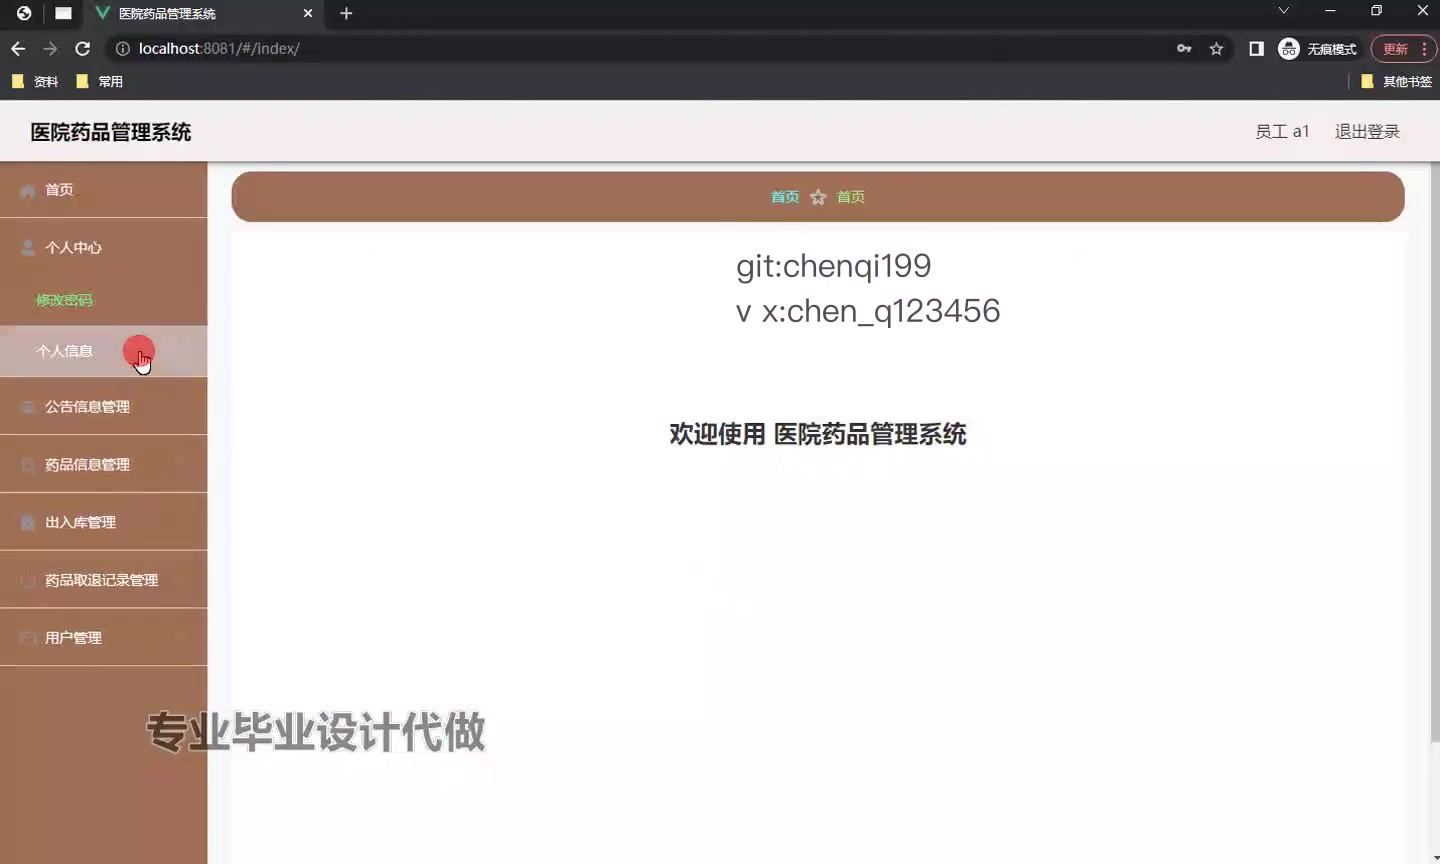 医院药品管理系统
localhost:8081/#/index/
无痕模式
更新
资料
常用
其他书签
医院药品管理系统
员工 a1
退出登录
首页
个人中心
修改密码
个人信息
公告信息管理
药品信息管理
出入库管理
药品取退记录管理
用户管理
首页 首页
git:chenqi199
v x:chen_q123456
欢迎使用 医院药品管理系统
专业毕业设计代做